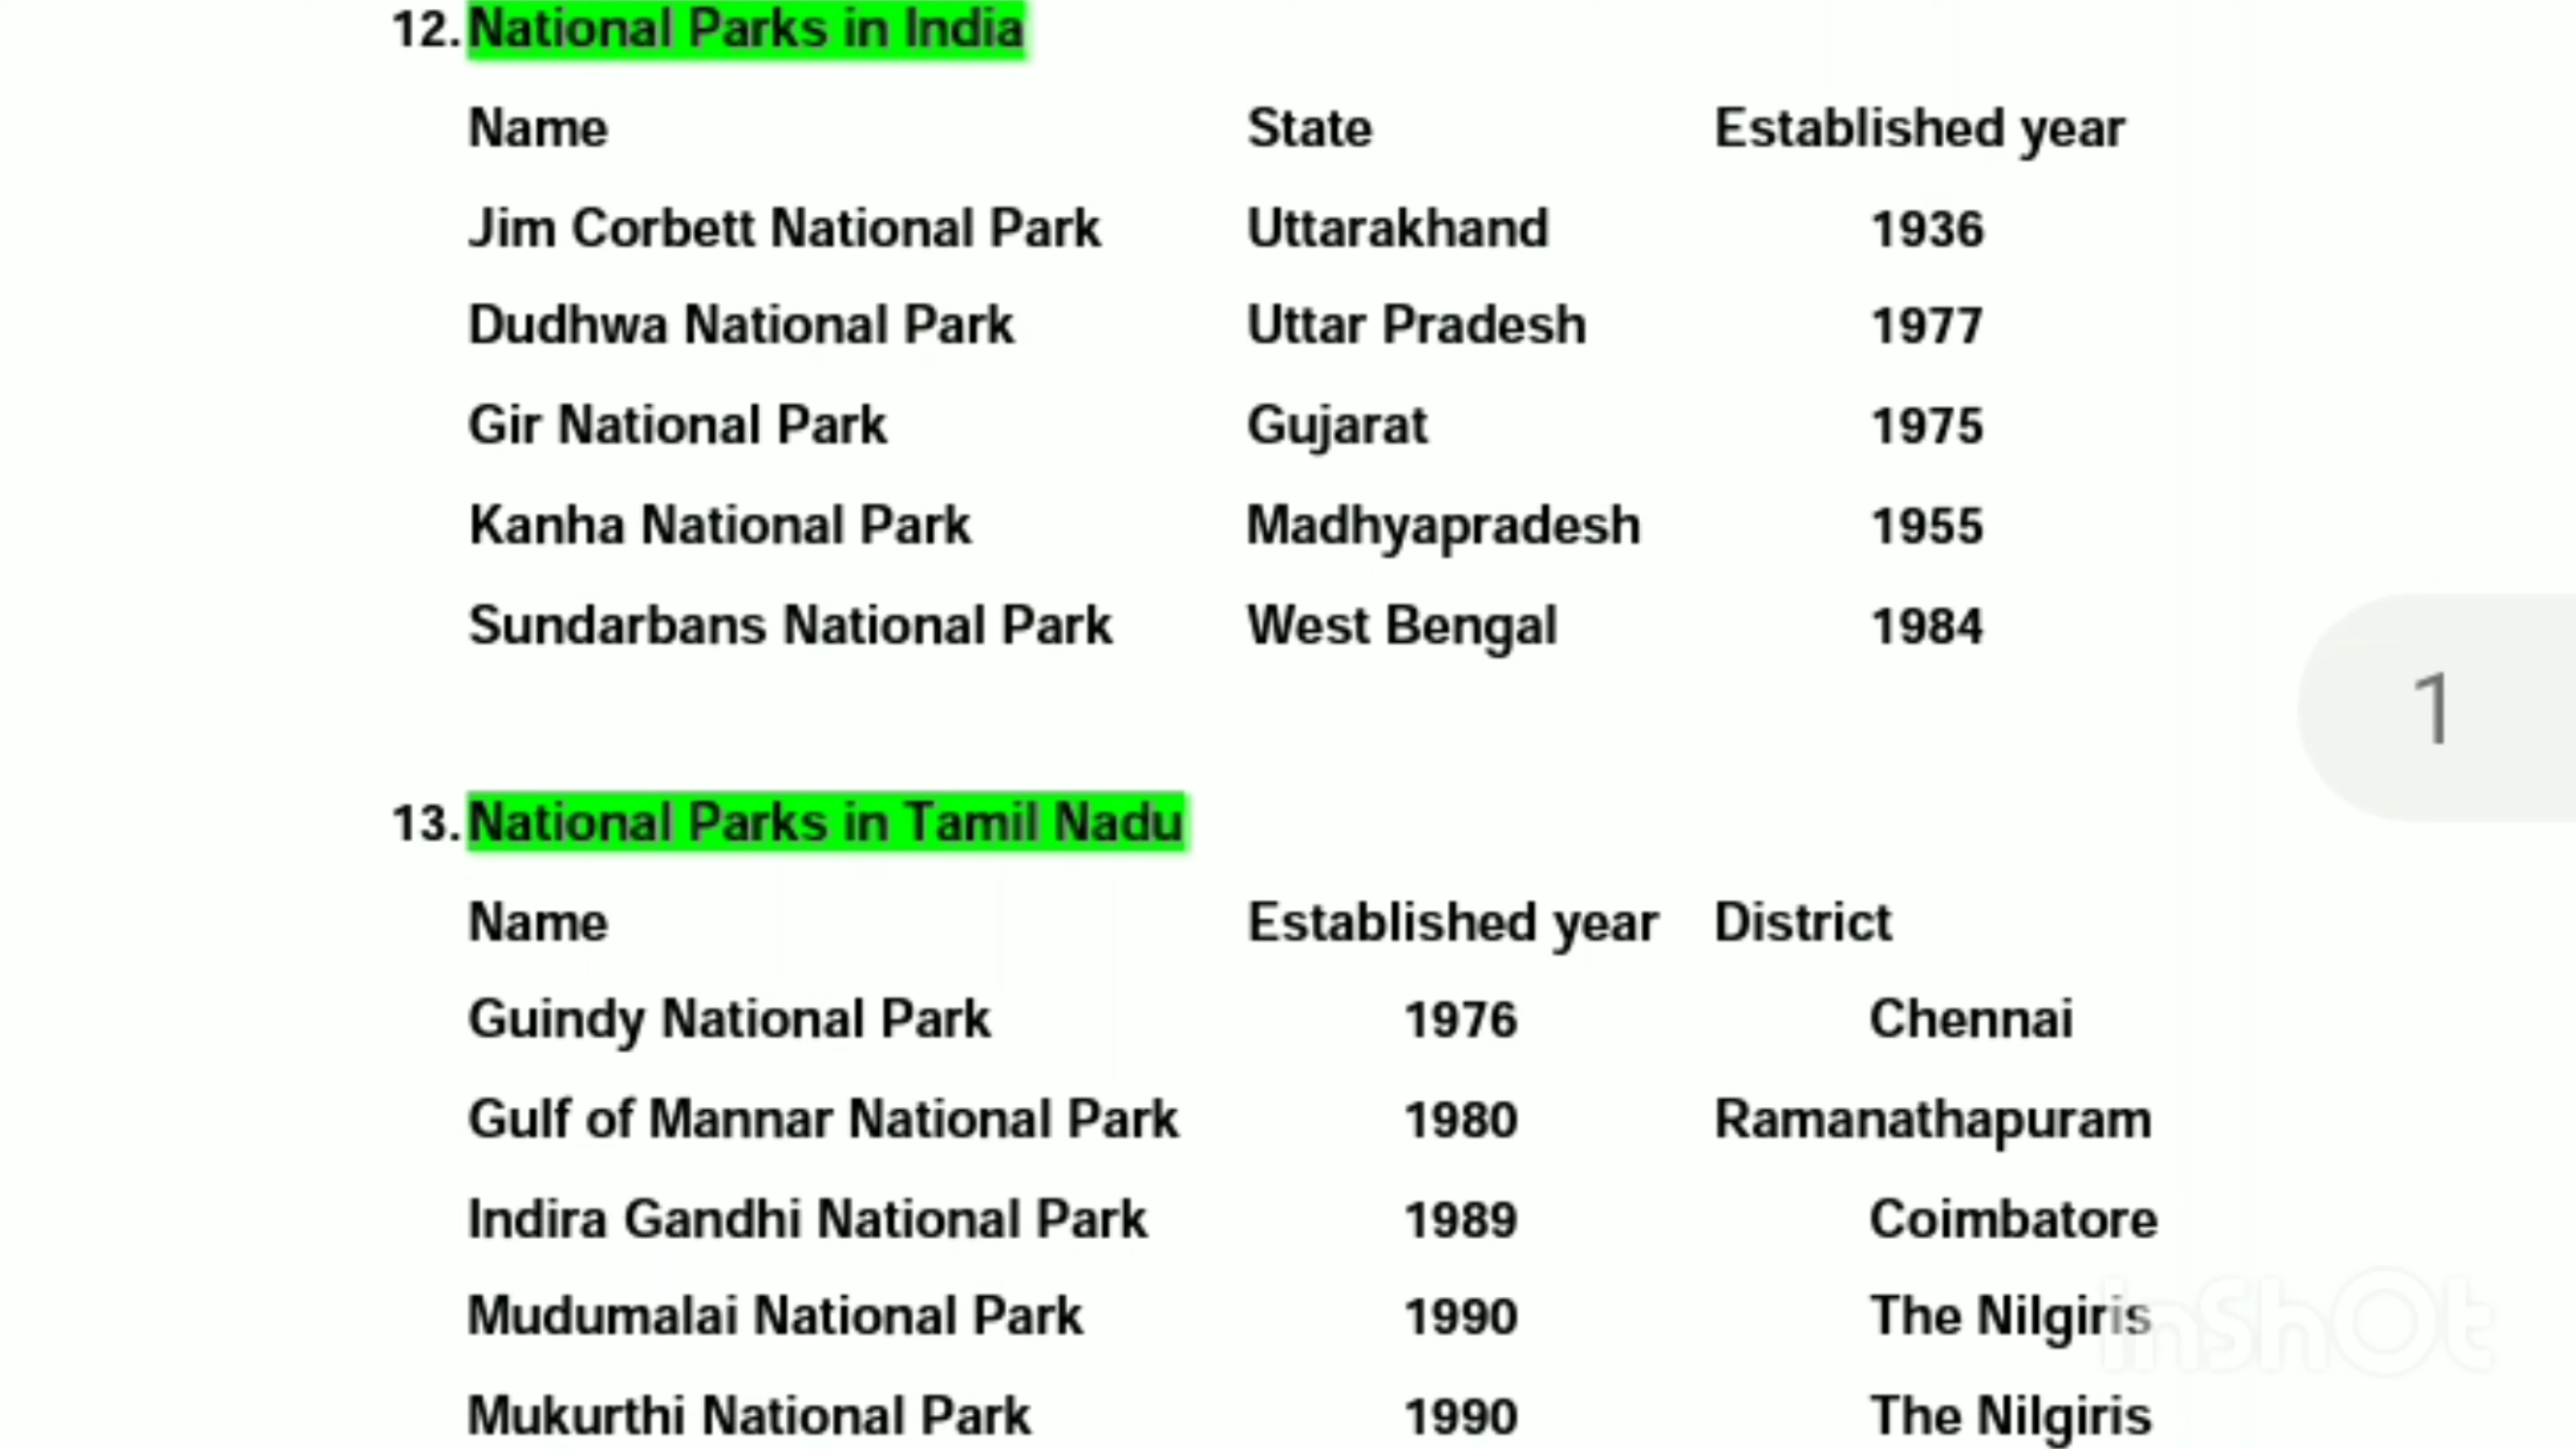 12. National Parks in India
Name State Established year
Jim Corbett National Park Uttarakhand 1936
Dudhwa National Park Uttar Pradesh 1977
Gir National Park Gujarat 1975
Kanha National Park Madhyapradesh 1955
Sundarbans National Park West Bengal 1984
1
13. National Parks in Tamil Nadu
Name Established year District
Guindy National Park 1976 Chennai
Gulf of Mannar National Park 1980 Ramanathapuram
Indira Gandhi National Park 1989 Coimbatore
Mudumalai National Park 1990 The Nilgiris
InShOt
Mukurthi National Park 1990 The Nilgiris